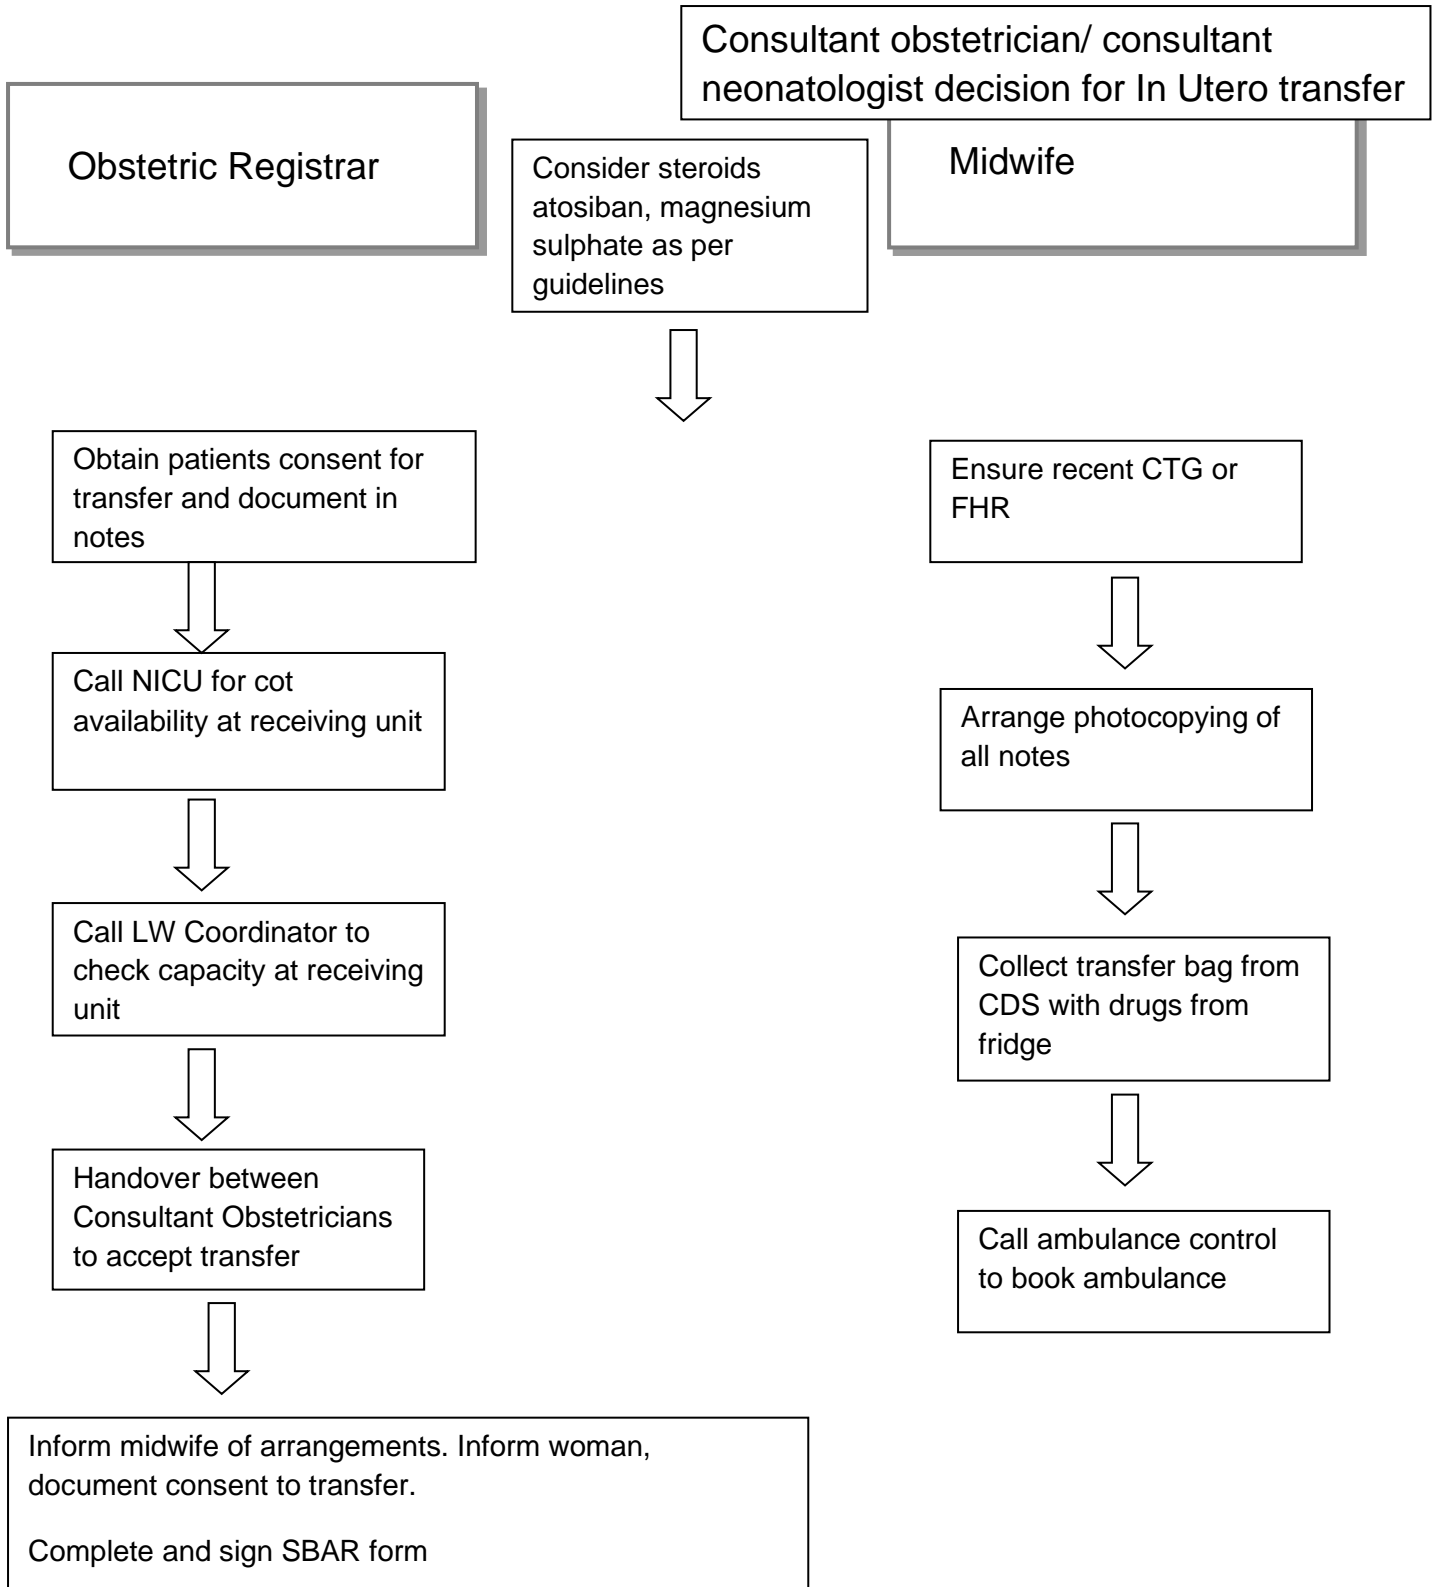 Consultant obstetrician/ consultant
neonatologist decision for In Utero transfer
Obstetric Registrar
Consider steroids
atosiban, magnesium
sulphate as per
guidelines
Midwife
Obtain patients consent for
transfer and document in
notes
Call NICU for cot
availability at receiving unit
Call LW Coordinator to
check capacity at receiving
unit
Handover between
Consultant Obstetricians
to accept transfer
Inform midwife of arrangements. Inform woman,
document consent to transfer.
Complete and sign SBAR form
Ensure recent CTG or
FHR
Arrange photocopying of
all notes
Collect transfer bag from
CDS with drugs from
fridge
Call ambulance control
to book ambulance